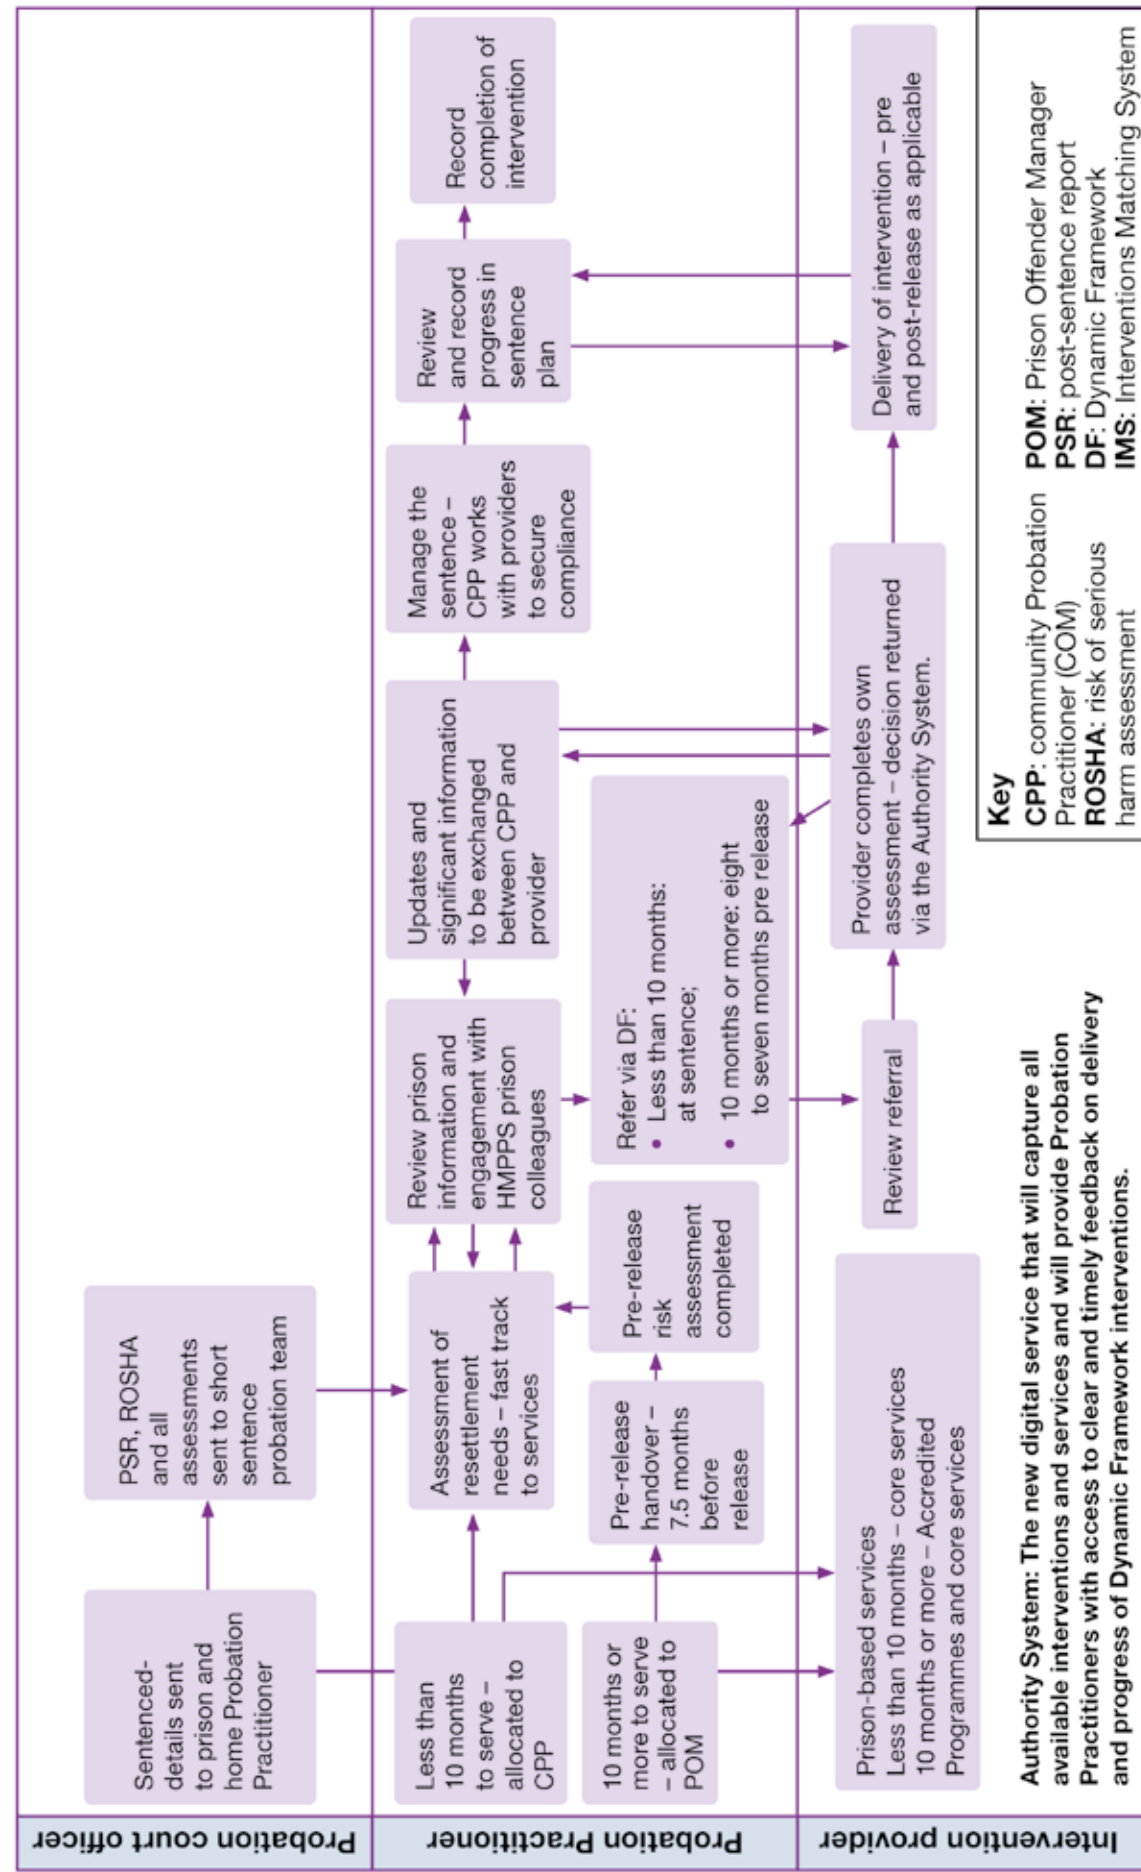 Probation court officer
Sentenced-
details sent
to prison and
home Probation
Practitioner
PSR, ROSHA
and all
assessments
sent to short
sentence
probation team
Probation Practitioner
Less than
10 months
to serve –
allocated to
CPP
10 months or
more to serve
– allocated to
POM
Assessment of
resettlement
needs – fast track
to services
Pre-release
handover –
7.5 months
before
release
Pre-release
risk
assessment
completed
Review prison
information and
engagement with
HMPPS prison
colleagues
Refer via DF:
• Less than 10 months:
at sentence;
• 10 months or more: eight
to seven months pre release
Updates and
significant information
to be exchanged
between CPP and
provider
Manage the
sentence –
CPP works
with providers
to secure
compliance
Review
and record
progress in
sentence
plan
Record
completion of
intervention
Intervention provider
Prison-based services
Less than 10 months – core services
10 months or more – Accredited
Programmes and core services
Review referral
Provider completes own
assessment – decision returned
via the Authority System.
Delivery of intervention – pre
and post-release as applicable
Authority System: The new digital service that will capture all
available interventions and services and will provide Probation
Practitioners with access to clear and timely feedback on delivery
and progress of Dynamic Framework interventions.
Key
CPP: community Probation
Practitioner (COM)
ROSHA: risk of serious
harm assessment
POM: Prison Offender Manager
PSR: post-sentence report
DF: Dynamic Framework
IMS: Interventions Matching System